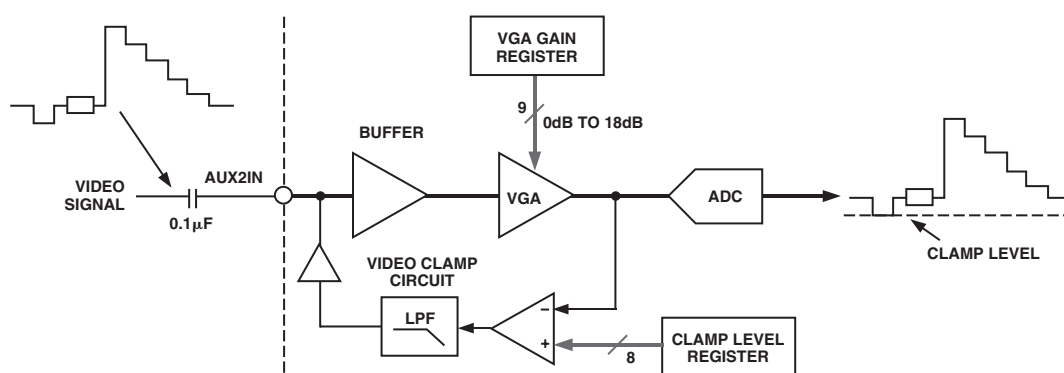 VGA GAIN
REGISTER
9
0dB TO 18dB
BUFFER
VIDEO
SIGNAL
AUX2IN
0.1μF
VGA
ADC
CLAMP LEVEL
VIDEO CLAMP
CIRCUIT
LPF
−
+
8
CLAMP LEVEL
REGISTER